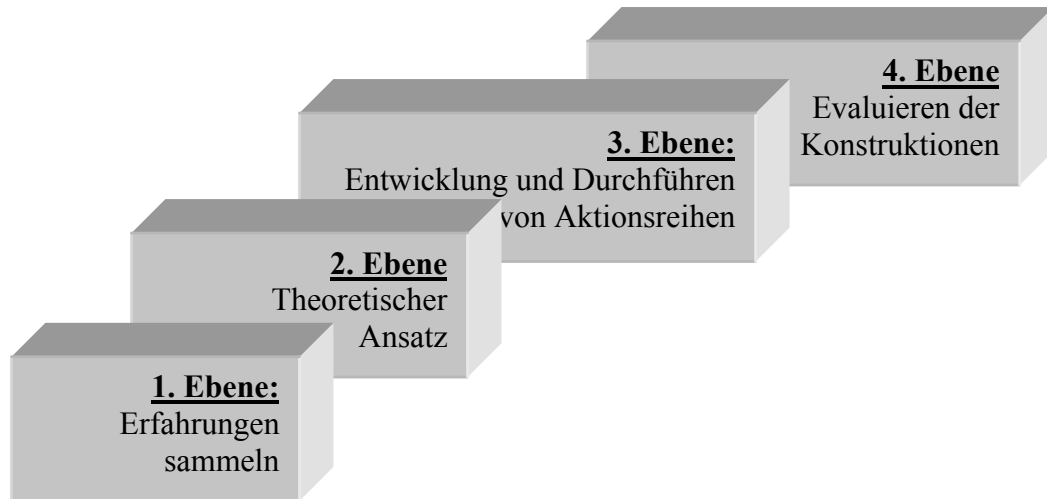 4. Ebene
Evaluieren der
Konstruktionen
3. Ebene:
Entwicklung und Durchführen
von Aktionsreihen
2. Ebene
Theoretischer
Ansatz
1. Ebene:
Erfahrungen
sammeln